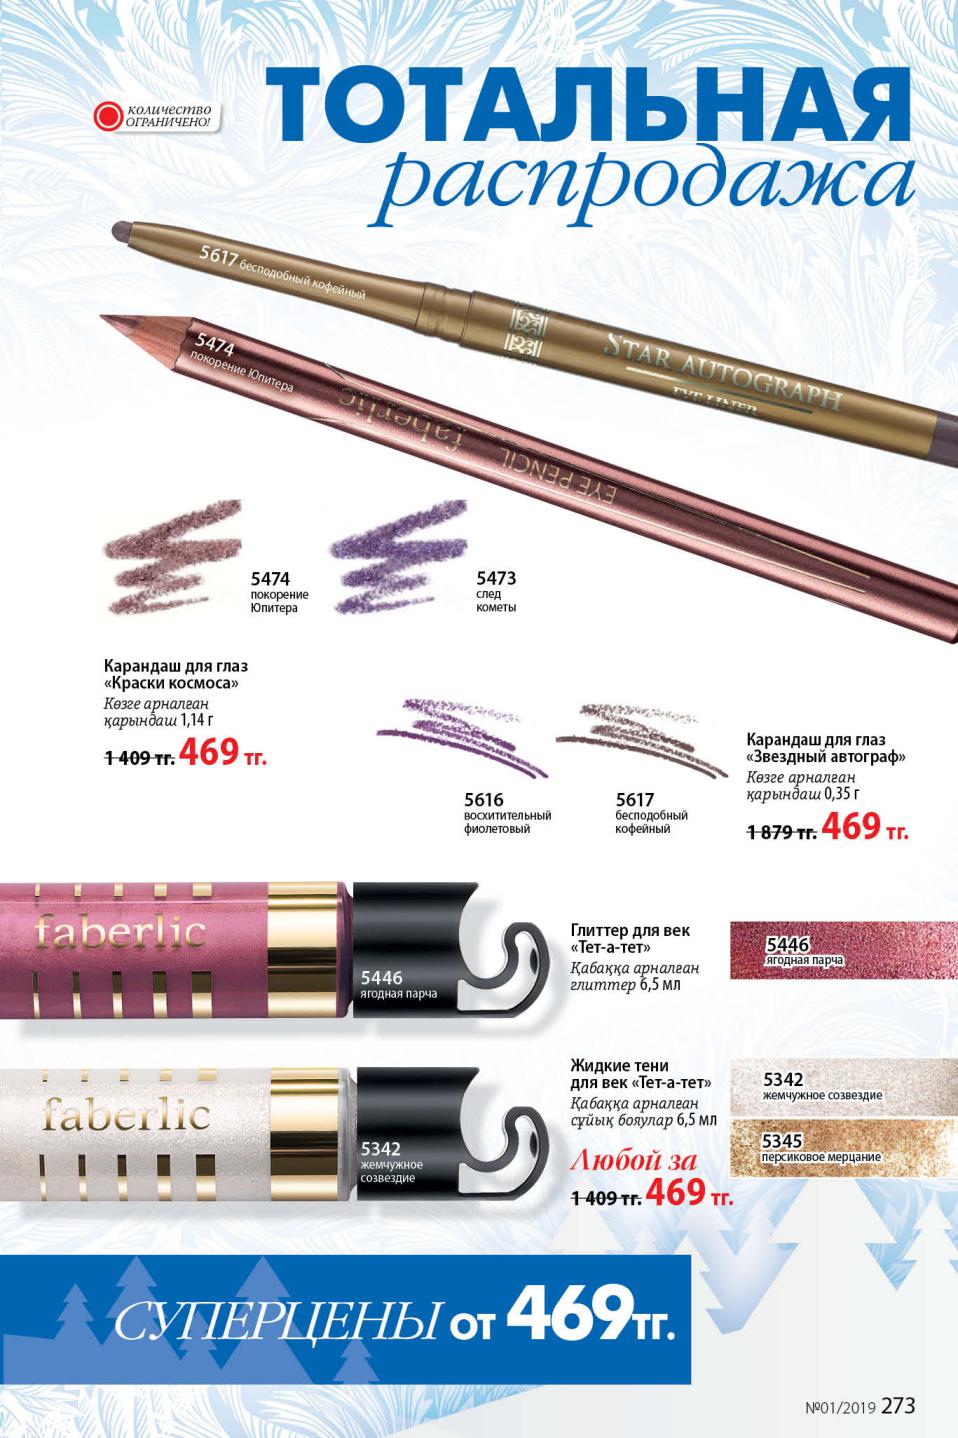 КОЛИЧЕСТВО
ОГРАНИЧЕНО!
ТОТАЛЬНАЯ
распродажа
5617 бесподобный кофейный
STAR AUTOGRAPH
EYE LINER
5474
покорение Юпитера
faberlic
EYE PENCIL
5474
покорение
Юпитера
5473
след
кометы
Карандаш для глаз
«Краски космоса»
Көзге арналған
қарындаш 1,14 г
1 409 тг. 469 тг.
5616
восхитительный
фиолетовый
5617
бесподобный
кофейный
Карандаш для глаз
«Звездный автограф»
Көзге арналған
қарындаш 0,35 г
1 879 тг. 469 тг.
faberlic
5446
ягодная парча
Глиттер для век
«Тет-а-тет»
Қабаққа арналған
глиттер 6,5 мл
5446
ягодная парча
faberlic
5342
жемчужное
созвездие
Жидкие тени
для век «Тет-а-тет»
Қабаққа арналған
сұйық бояулар 6,5 мл
Любой за
1 409 тг. 469 тг.
5342
жемчужное созвездие
5345
персиковое мерцание
СУПЕРЦЕНЫ от 469тг.
№01/2019 273